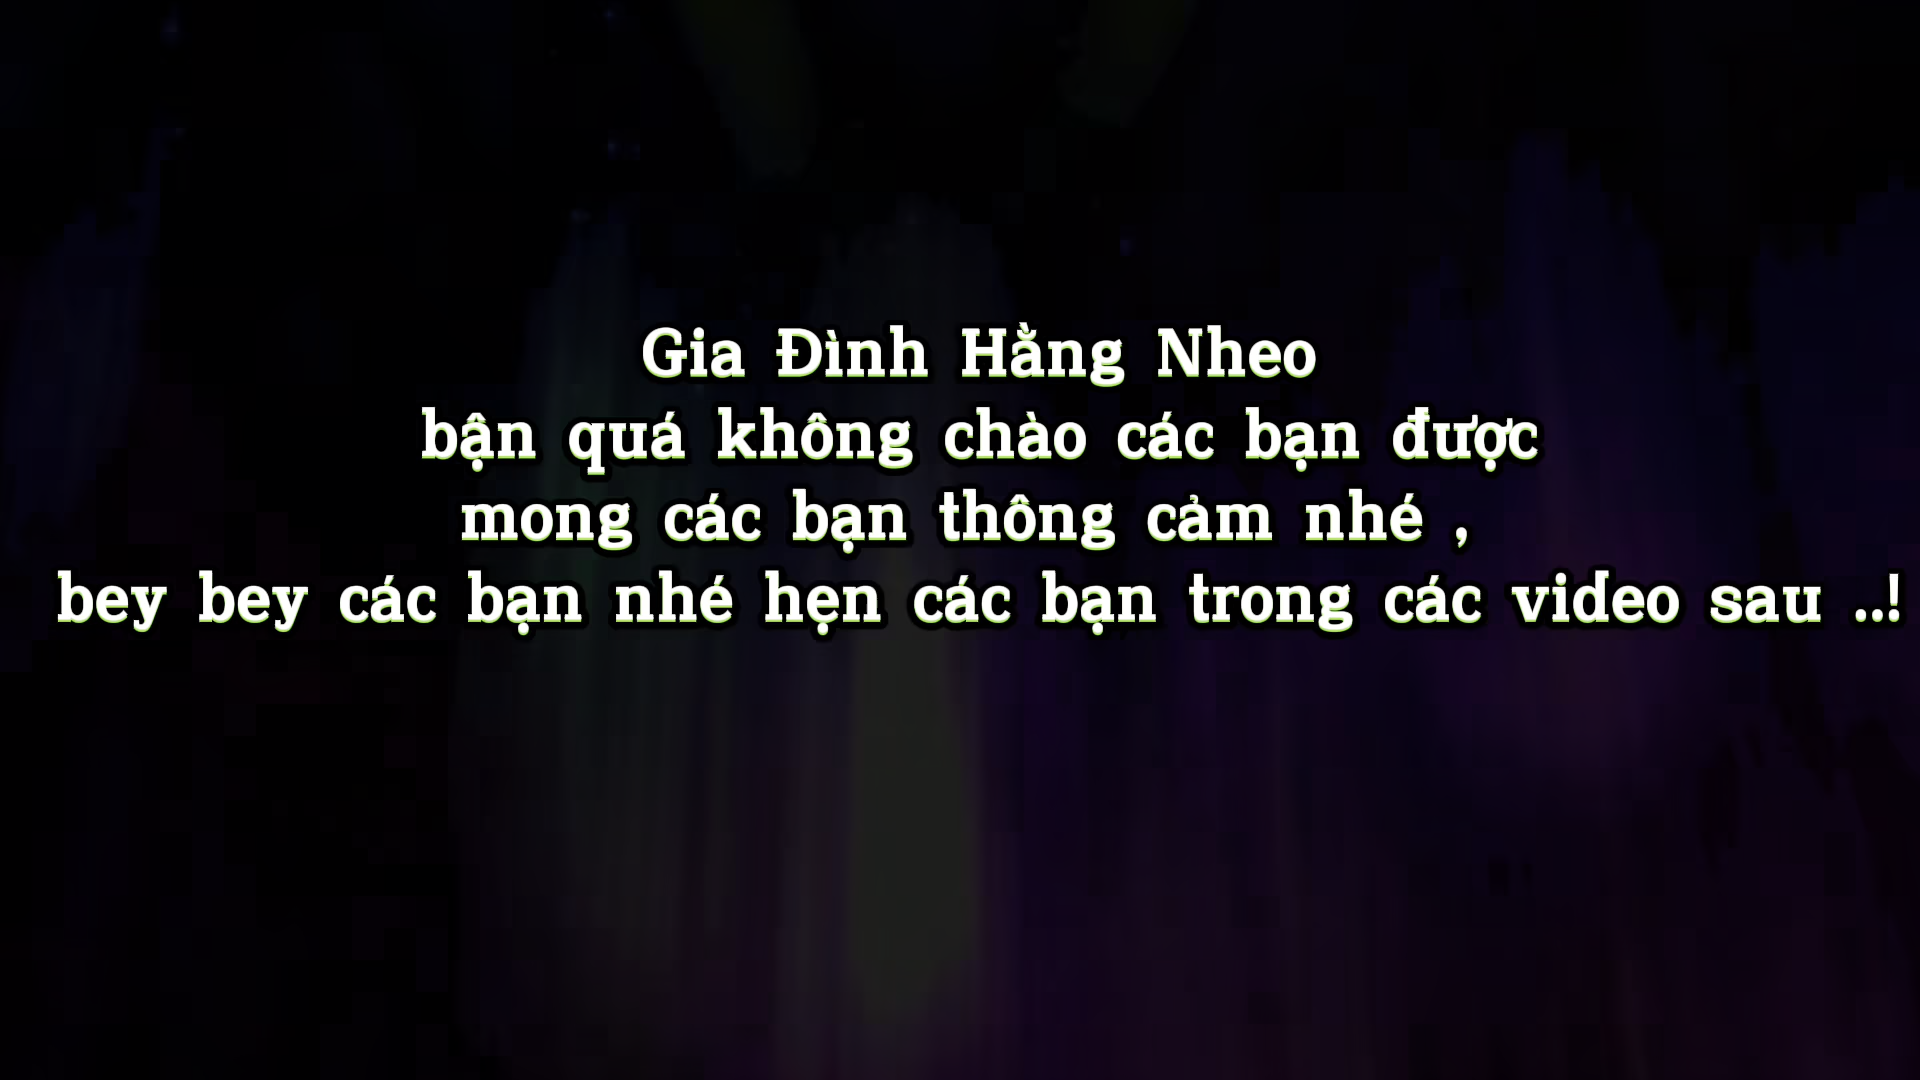 Gia Đình Hằng Nheo
bận quá không chào các bạn được
mong các bạn thông cảm nhé ,
bey bey các bạn nhé hẹn các bạn trong các video sau ..!